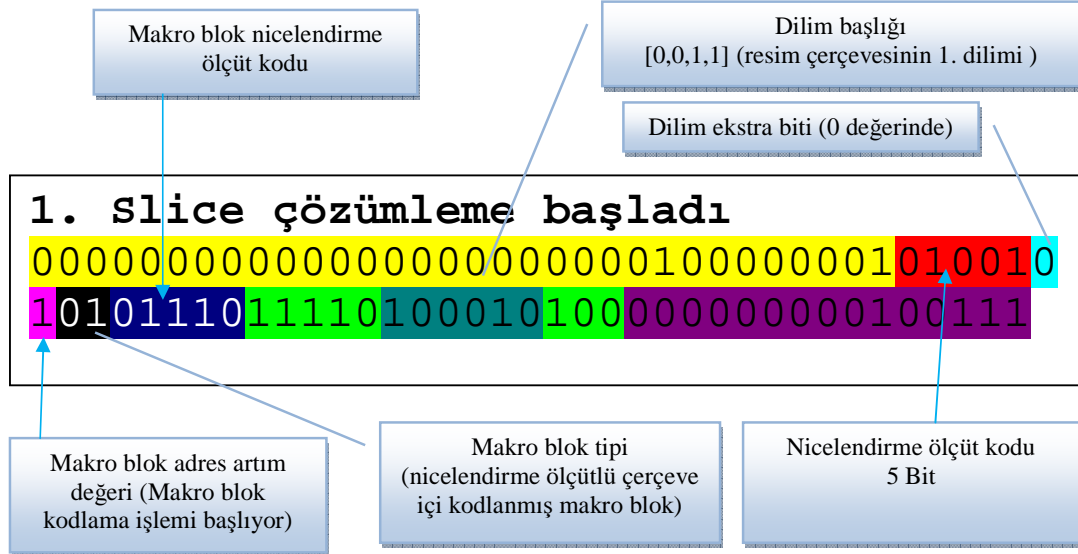 Makro blok nicelendirme
ölçüt kodu
Dilim başlığı
[0,0,1,1] (resim çerçevesinin 1. dilimi )
Dilim ekstra biti (0 değerinde)
1. Slice çözümleme başladı
00000000000000000000000100000001010010
1010111011110100010100000000000100111
Makro blok adres artım
değeri (Makro blok
kodlama işlemi başlıyor)
Makro blok tipi
(nicelendirme ölçütlü çerçeve
içi kodlanmış makro blok)
Nicelendirme ölçüt kodu
5 Bit